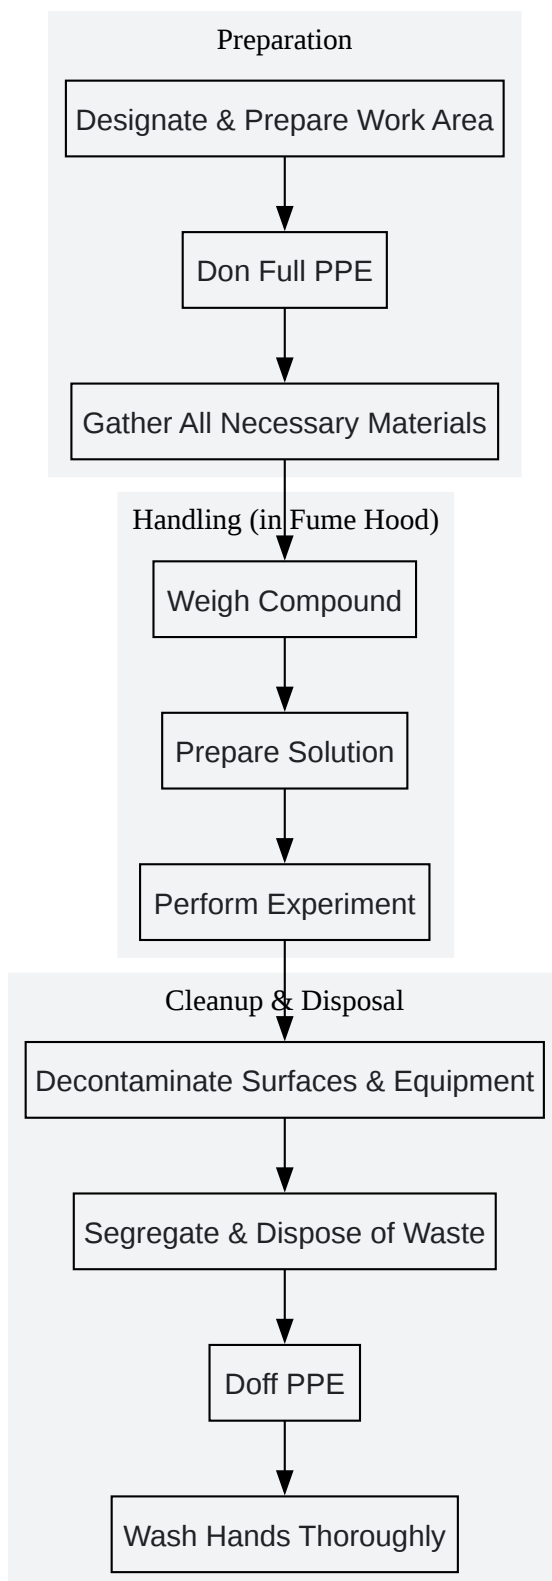 Preparation
Designate & Prepare Work Area
Don Full PPE
Gather All Necessary Materials
Handling (in Fume Hood)
Weigh Compound
Prepare Solution
Perform Experiment
Cleanup & Disposal
Decontaminate Surfaces & Equipment
Segregate & Dispose of Waste
Doff PPE
Wash Hands Thoroughly